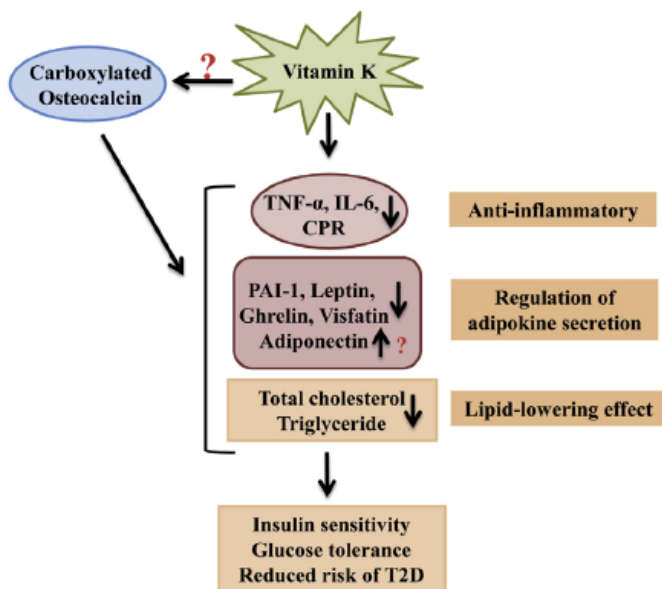 Carboxylated
Osteocalcin
?
Vitamin K
TNF-α, IL-6,
CPR
Anti-inflammatory
PAI-1, Leptin,
Ghrelin, Visfatin
Adiponectin ?
Regulation of
adipokine secretion
Total cholesterol
Triglyceride
Lipid-lowering effect
Insulin sensitivity
Glucose tolerance
Reduced risk of T2D